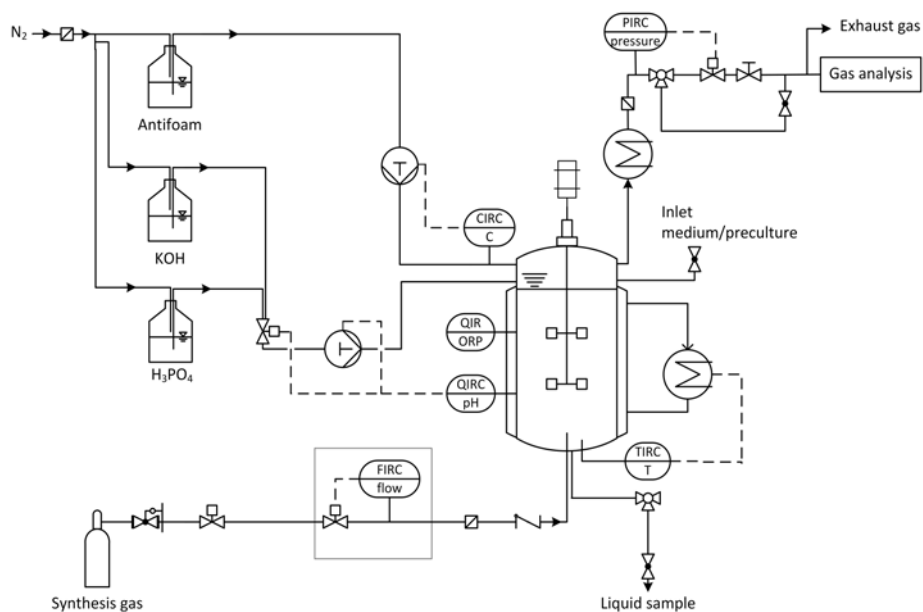 N₂
Antifoam
KOH
H₃PO₄
PIRC
pressure
Exhaust gas
Gas analysis
CIRC
C
Inlet
medium/preculture
QIR
ORP
QIRC
pH
TIRC
T
FIRC
flow
Synthesis gas
Liquid sample